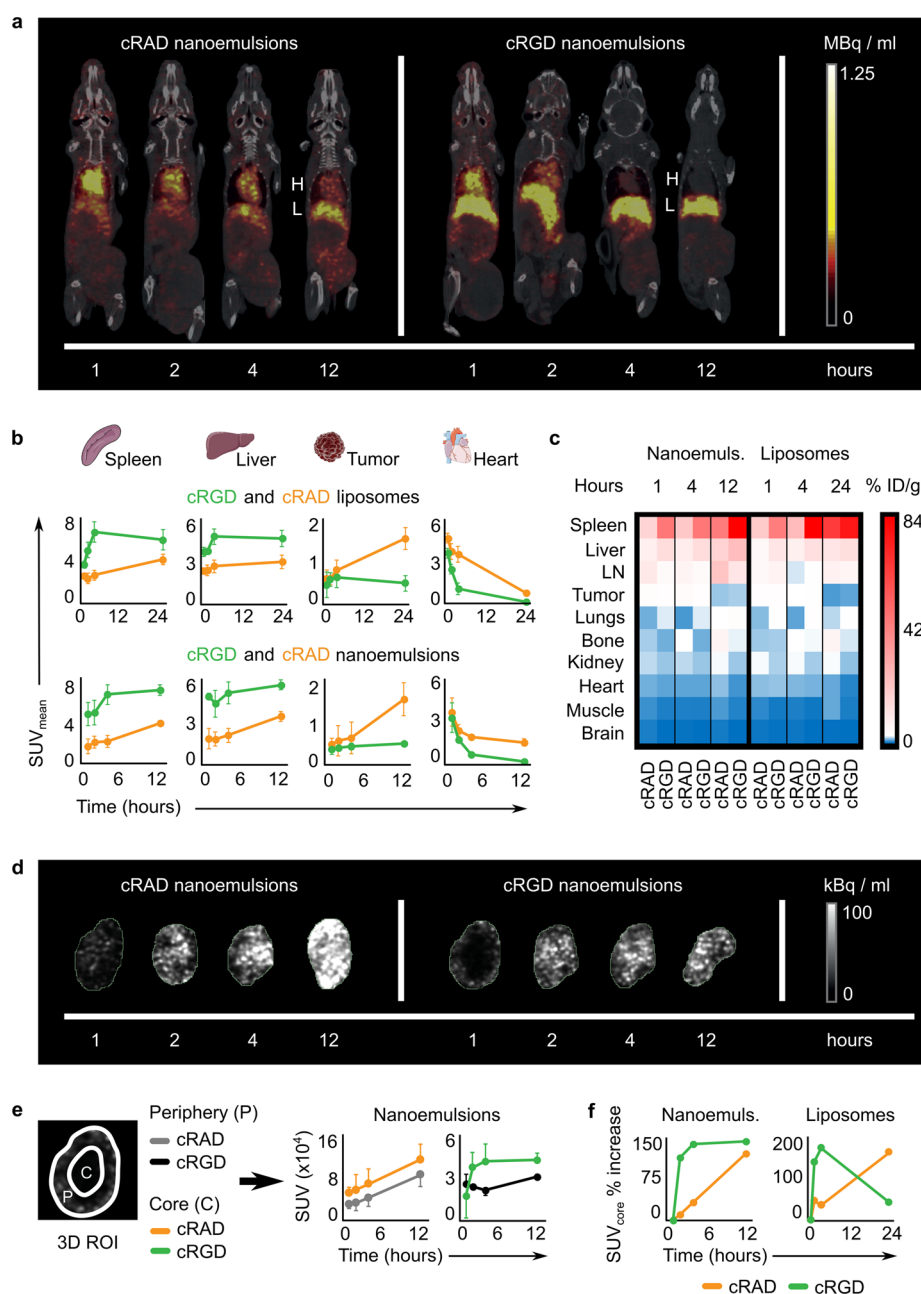 a
cRAD nanoemulsions
cRGD nanoemulsions
MBq / ml
1.25
H
L
H
L
0
1 2 4 12
1 2 4 12
hours
b
Spleen
Liver
Tumor
Heart
cRGD and cRAD liposomes
8
4
0
0 12 24
6
3
0
0 12 24
2
1
0
0 12 24
6
3
0
0 12 24
cRGD and cRAD nanoemulsions
8
4
0
0 6 12
6
3
0
0 6 12
2
1
0
0 6 12
6
3
0
0 6 12
SUVmean
Time (hours)
c
Nanoemuls. Liposomes
Hours 1 4 12 1 4 24 % ID/g
Spleen
Liver
LN
Tumor
Lungs
Bone
Kidney
Heart
Muscle
Brain
84
42
0
cRAD cRGD cRAD cRGD cRAD cRGD cRAD cRGD cRAD cRGD cRAD cRGD
d
cRAD nanoemulsions
cRGD nanoemulsions
kBq / ml
100
0
1 2 4 12
1 2 4 12
hours
e
C
P
3D ROI
Periphery (P)
cRAD
cRGD
Core (C)
cRAD
cRGD
Nanoemulsions
SUV (x10⁴)
16
8
0
0 6 12
6
3
0
0 6 12
Time (hours)
f
Nanoemuls.
Liposomes
SUVcore % increase
150
75
0
0 6 12
200
100
0
0 24
Time (hours)
cRAD cRGD